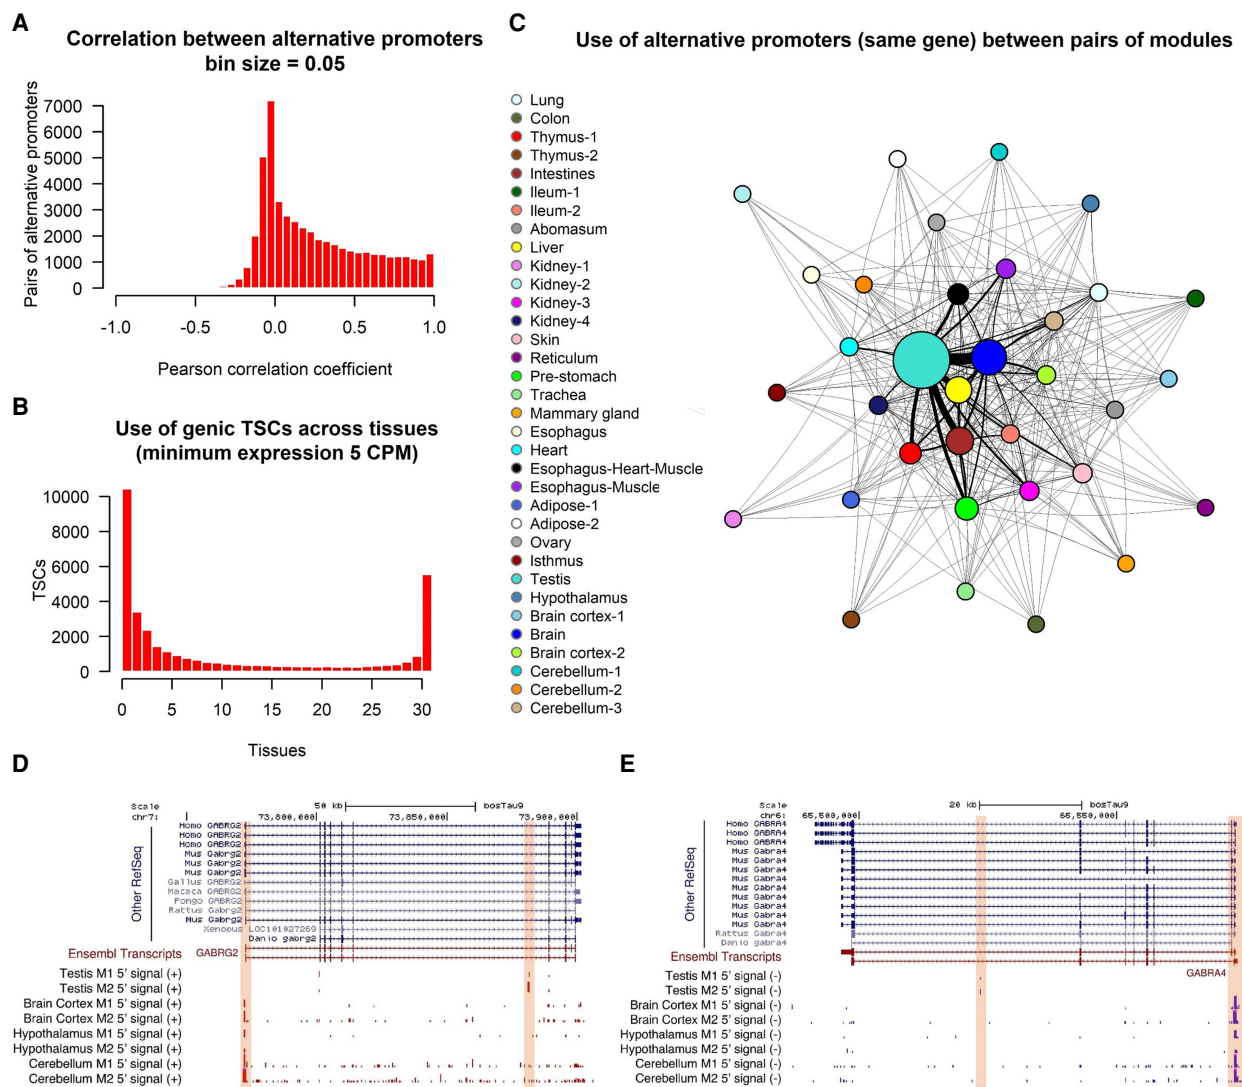 A
Correlation between alternative promoters
bin size = 0.05
Pairs of alternative promoters
7000
6000
5000
4000
3000
2000
1000
0
-1.0 -0.5 0.0 0.5 1.0
Pearson correlation coefficient
B
Use of genic TSCs across tissues
(minimum expression 5 CPM)
TSCs
10000
8000
6000
4000
2000
0
0 5 10 15 20 25 30
Tissues
C
Use of alternative promoters (same gene) between pairs of modules
Lung
Colon
Thymus-1
Thymus-2
Intestines
Ileum-1
Ileum-2
Abomasum
Liver
Kidney-1
Kidney-2
Kidney-3
Kidney-4
Skin
Reticulum
Pre-stomach
Trachea
Mammary gland
Esophagus
Heart
Esophagus-Heart-Muscle
Esophagus-Muscle
Adipose-1
Adipose-2
Ovary
Isthmus
Testis
Hypothalamus
Brain cortex-1
Brain
Brain cortex-2
Cerebellum-1
Cerebellum-2
Cerebellum-3
D
Scale 50 kb bosTau9
chr7: 73,800,000 73,850,000 73,900,000
Other RefSeq
Homo GABRG2
Homo GABRG2
Homo GABRG2
Mus Gabrg2
Mus Gabrg2
Mus Gabrg2
Gallus GABRG2
Macaca GABRG2
Pongo GABRG2
Rattus Gabrg2
Mus Gabrg2
Xenopus LOC101027269
Danio gabrg2
Ensembl Transcripts GABRG2
Testis M1 5' signal (+)
Testis M2 5' signal (+)
Brain Cortex M1 5' signal (+)
Brain Cortex M2 5' signal (+)
Hypothalamus M1 5' signal (+)
Hypothalamus M2 5' signal (+)
Cerebellum M1 5' signal (+)
Cerebellum M2 5' signal (+)
E
Scale 20 kb bosTau9
chr6: 65,500,000 65,550,000
Other RefSeq
Homo GABRA4
Homo GABRA4
Homo GABRA4
Mus Gabra4
Mus Gabra4
Mus Gabra4
Mus Gabra4
Mus Gabra4
Mus Gabra4
Mus Gabra4
Mus Gabra4
Mus Gabra4
Rattus Gabra4
Danio gabra4
Ensembl Transcripts
GABRA4
Testis M1 5' signal (-)
Testis M2 5' signal (-)
Brain Cortex M1 5' signal (-)
Brain Cortex M2 5' signal (-)
Hypothalamus M1 5' signal (-)
Hypothalamus M2 5' signal (-)
Cerebellum M1 5' signal (-)
Cerebellum M2 5' signal (-)